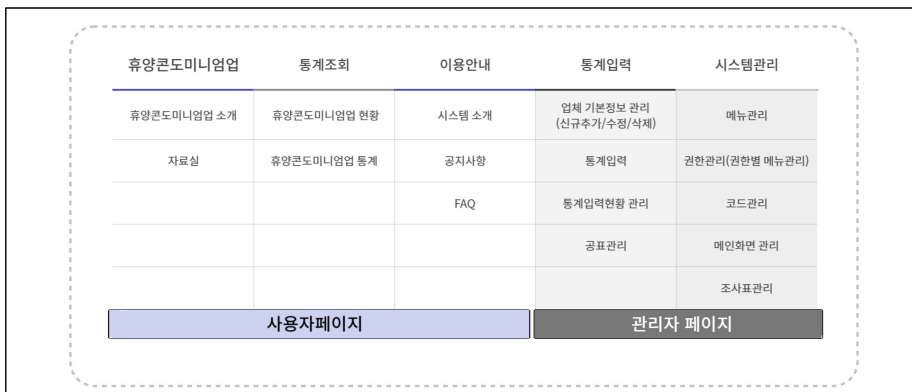 휴양콘도미니엄업 통계조회 이용안내 통계입력 시스템관리
휴양콘도미니엄업 소개 휴양콘도미니엄업 현황 시스템 소개 업체 기본정보 관리 메뉴관리
(신규추가/수정/삭제)
자료실 휴양콘도미니엄업 통계 공지사항 통계입력 권한관리(권한별 메뉴관리)
FAQ 통계입력현황 관리 코드관리
공표관리 메인화면 관리
조사표관리
사용자페이지 관리자 페이지